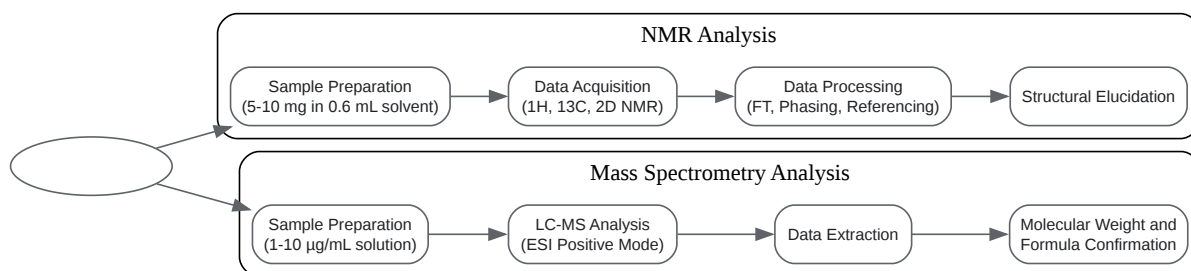 NMR Analysis
Sample Preparation
(5-10 mg in 0.6 mL solvent)
Data Acquisition
(1H, 13C, 2D NMR)
Data Processing
(FT, Phasing, Referencing)
Structural Elucidation
Mass Spectrometry Analysis
Sample Preparation
(1-10 µg/mL solution)
LC-MS Analysis
(ESI Positive Mode)
Data Extraction
Molecular Weight and
Formula Confirmation